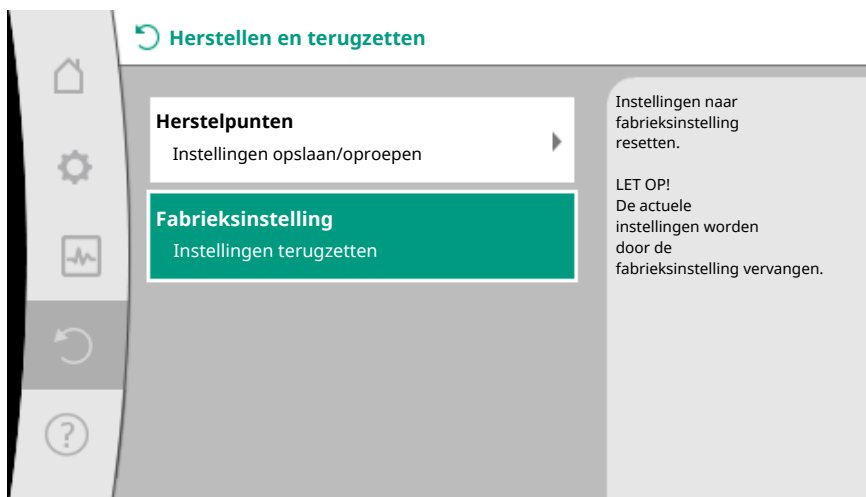 Herstellen en terugzetten
Herstelpunten
Instellingen opslaan/oproepen
Fabrieksinstelling
Instellingen terugzetten
Instellingen naar
fabrieksinstelling
resetten.
LET OP!
De actuele
instellingen worden
door de
fabrieksinstelling vervangen.
?